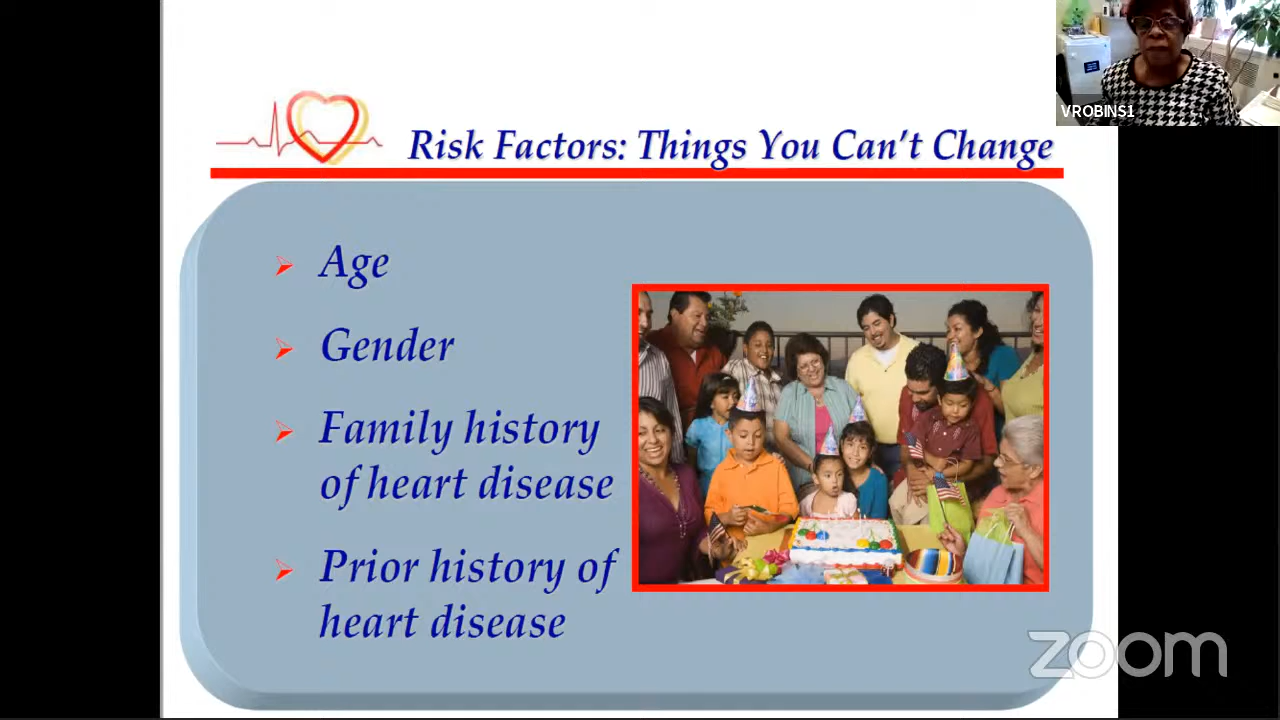 VROBINS1
Risk Factors: Things You Can't Change
Age
Gender
Family history
of heart disease
Prior history of
heart disease
zoom